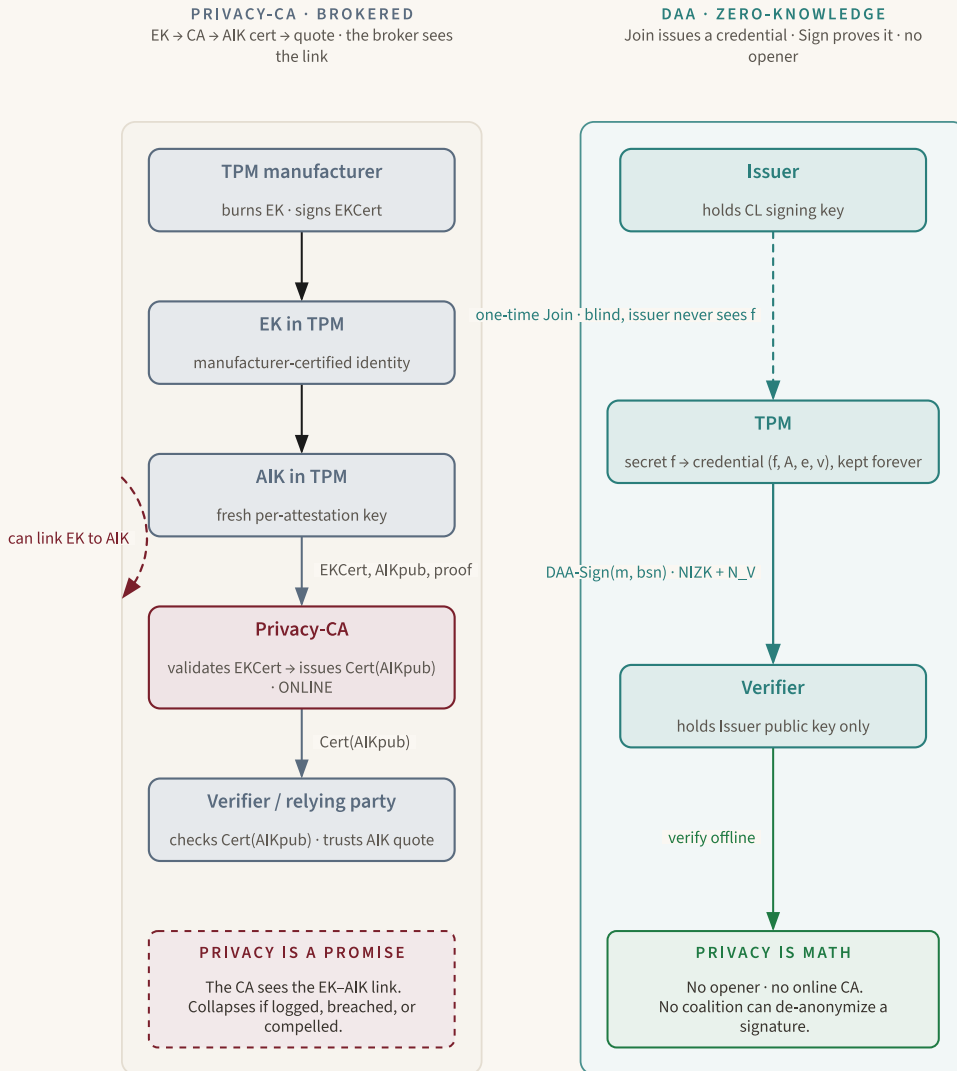 PRIVACY-CA · BROKERED
EK → CA → AIK cert → quote · the broker sees
the link
TPM manufacturer
burns EK · signs EKCert
EK in TPM
manufacturer-certified identity
AIK in TPM
fresh per-attestation key
can link EK to AIK
EKCert, AIKpub, proof
Privacy-CA
validates EKCert → issues Cert(AIKpub)
· ONLINE
Cert(AIKpub)
Verifier / relying party
checks Cert(AIKpub) · trusts AIK quote
PRIVACY IS A PROMISE
The CA sees the EK–AIK link.
Collapses if logged, breached, or
compelled.
DAA · ZERO-KNOWLEDGE
Join issues a credential · Sign proves it · no
opener
Issuer
holds CL signing key
one-time Join · blind, issuer never sees f
TPM
secret f → credential (f, A, e, v), kept forever
DAA-Sign(m, bsn) · NIZK + N_V
Verifier
holds Issuer public key only
verify offline
PRIVACY IS MATH
No opener · no online CA.
No coalition can de-anonymize a
signature.